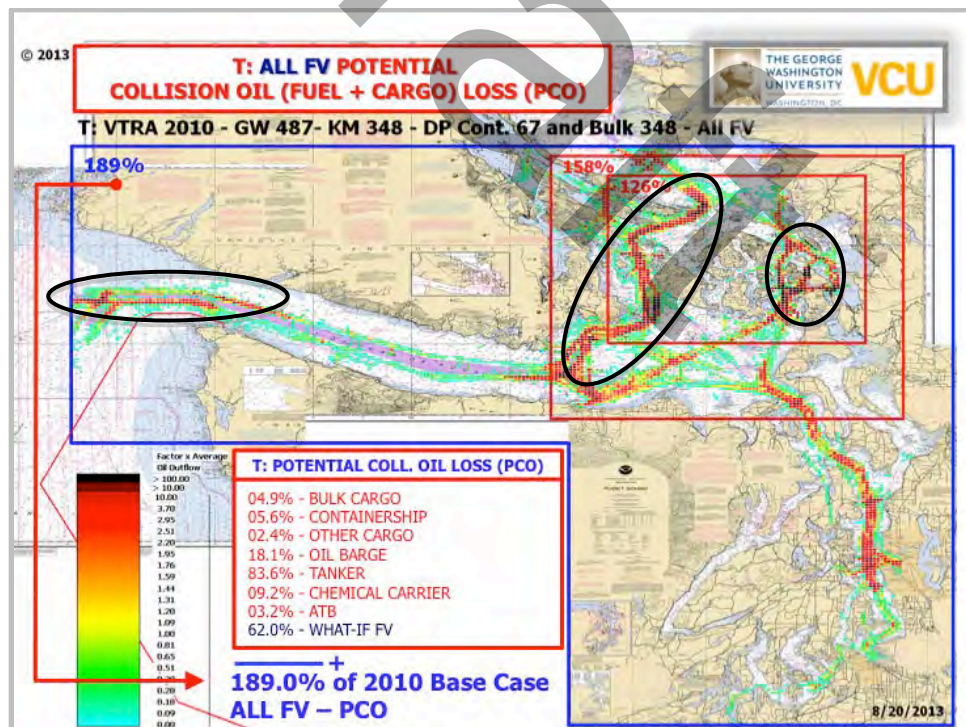 © 2013
T: ALL FV POTENTIAL
COLLISION OIL (FUEL + CARGO) LOSS (PCO)
THE GEORGE
WASHINGTON
UNIVERSITY
WASHINGTON, DC
VCU
T: VTRA 2010 - GW 487- KM 348 - DP Cont. 67 and Bulk 348 - All FV
189%
158%
126%
Factor x Average
Oil Outflow
> 100.00
> 10.00
10.00
3.70
2.95
2.51
2.20
1.95
1.76
1.59
1.44
1.31
1.20
1.09
1.00
0.81
0.65
0.51
0.20
0.10
0.09
0.00
T: POTENTIAL COLL. OIL LOSS (PCO)
04.9% - BULK CARGO
05.6% - CONTAINERSHIP
02.4% - OTHER CARGO
18.1% - OIL BARGE
83.6% - TANKER
09.2% - CHEMICAL CARRIER
03.2% - ATB
62.0% - WHAT-IF FV
+
189.0% of 2010 Base Case
ALL FV – PCO
8/20/2013